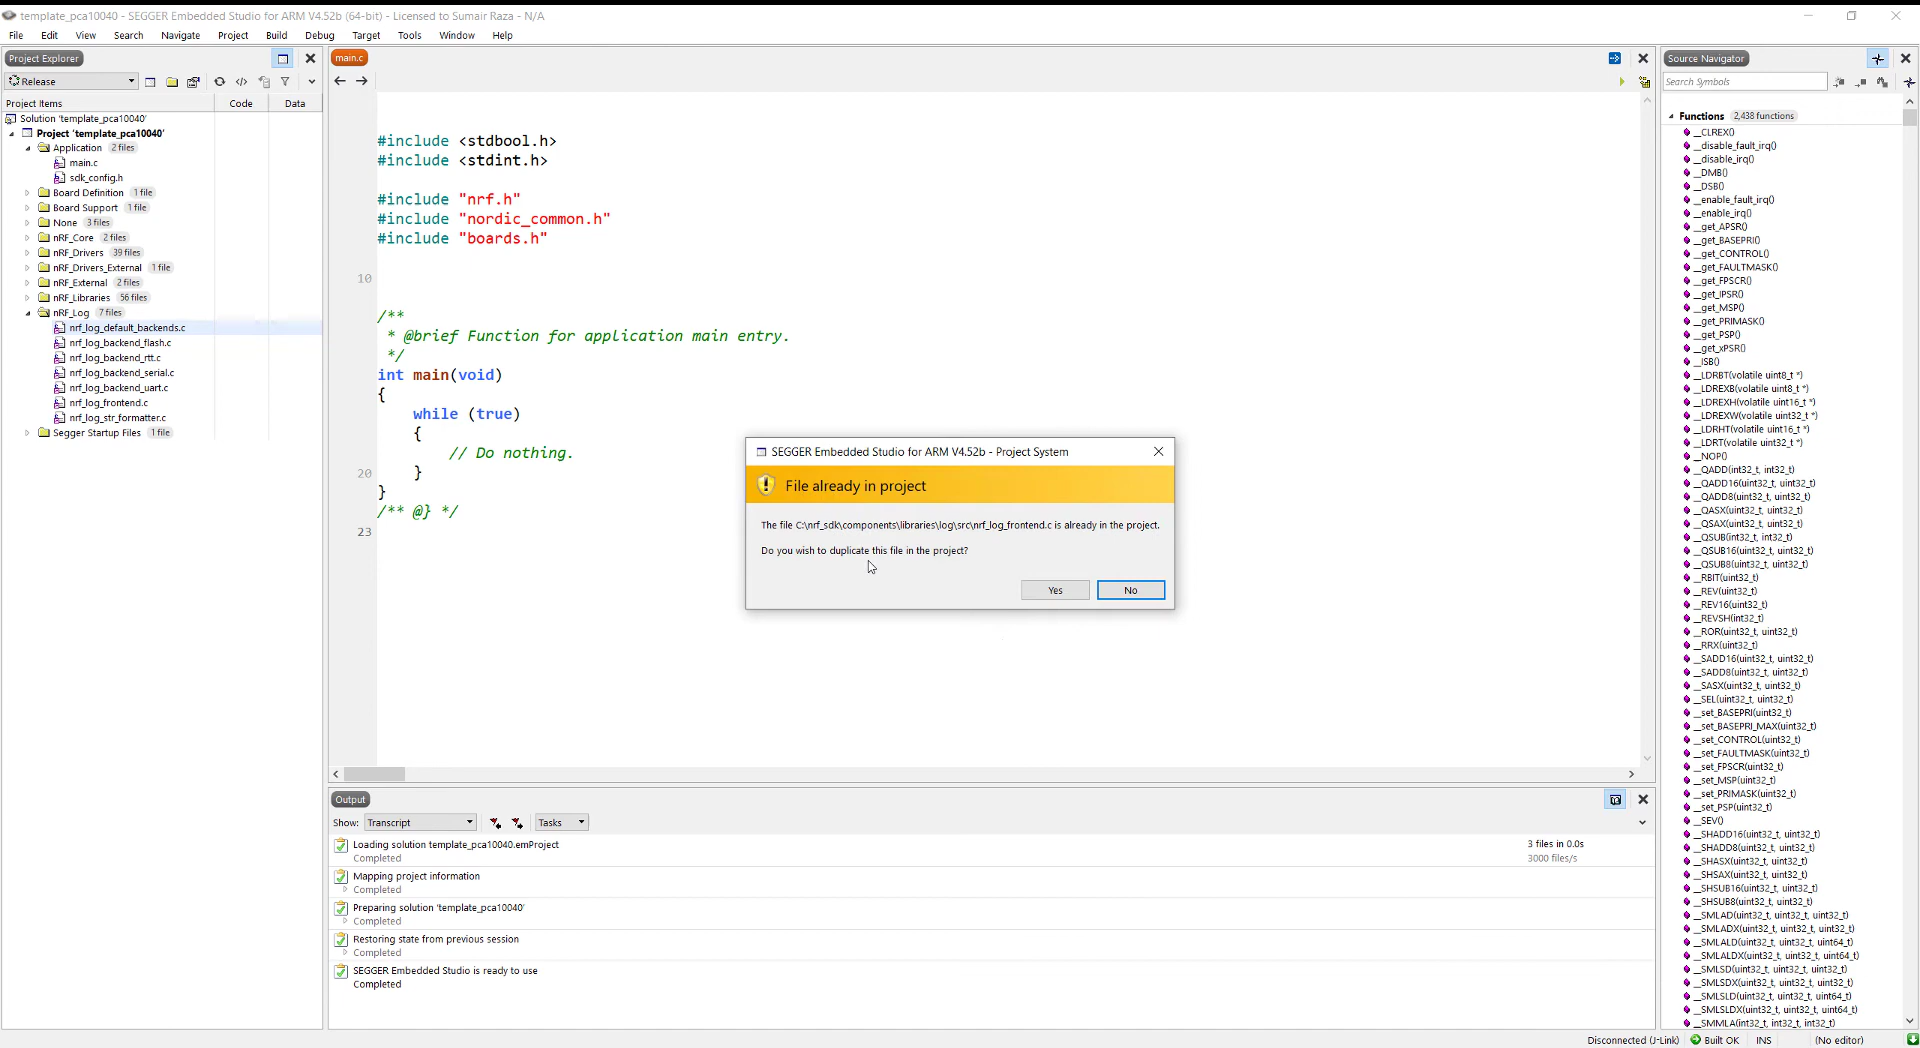 template_pca10040 - SEGGER Embedded Studio for ARM V4.52b (64-bit) - Licensed to Sumair Raza - N/A
File Edit View Search Navigate Project Build Debug Target Tools Window Help
Project Explorer
Release
Project Items Code Data
Solution 'template_pca10040'
Project 'template_pca10040'
Application 2 files
main.c
sdk_config.h
Board Definition 1 file
Board Support 1 file
None 3 files
nRF_Core 2 files
nRF_Drivers 39 files
nRF_Drivers_External 1 file
nRF_External 2 files
nRF_Libraries 56 files
nRF_Log 7 files
nrf_log_default_backends.c
nrf_log_backend_flash.c
nrf_log_backend_rtt.c
nrf_log_backend_serial.c
nrf_log_backend_uart.c
nrf_log_frontend.c
nrf_log_str_formatter.c
Segger Startup Files 1 file
main.c
#include <stdbool.h>
#include <stdint.h>
#include "nrf.h"
#include "nordic_common.h"
#include "boards.h"
10
/**
* @brief Function for application main entry.
*/
int main(void)
{
while (true)
{
// Do nothing.
20 }
}
/** @} */
23
SEGGER Embedded Studio for ARM V4.52b - Project System
File already in project
The file C:\nrf_sdk\components\libraries\log\src\nrf_log_frontend.c is already in the project.
Do you wish to duplicate this file in the project?
Yes No
Output
Show: Transcript Tasks
Loading solution template_pca10040.emProject 3 files in 0.0s
Completed 3000 files/s
Mapping project information
Completed
Preparing solution 'template_pca10040'
Completed
Restoring state from previous session
Completed
SEGGER Embedded Studio is ready to use
Completed
Source Navigator
Search Symbols
Functions 2,438 functions
__CLREX()
__disable_fault_irq()
__disable_irq()
__DMB()
__DSB()
__enable_fault_irq()
__enable_irq()
__get_APSR()
__get_BASEPRI()
__get_CONTROL()
__get_FAULTMASK()
__get_FPSCR()
__get_IPSR()
__get_MSP()
__get_PRIMASK()
__get_PSP()
__get_xPSR()
__ISB()
__LDRBT(volatile uint8_t *)
__LDREXB(volatile uint8_t *)
__LDREXH(volatile uint16_t *)
__LDREXW(volatile uint32_t *)
__LDRHT(volatile uint16_t *)
__LDRT(volatile uint32_t *)
__NOP()
__QADD(int32_t, int32_t)
__QADD16(uint32_t, uint32_t)
__QADD8(uint32_t, uint32_t)
__QASX(uint32_t, uint32_t)
__QSAX(uint32_t, uint32_t)
__QSUB(int32_t, int32_t)
__QSUB16(uint32_t, uint32_t)
__QSUB8(uint32_t, uint32_t)
__RBIT(uint32_t)
__REV(uint32_t)
__REV16(uint32_t)
__REVSH(int32_t)
__ROR(uint32_t, uint32_t)
__RRX(uint32_t)
__SADD16(uint32_t, uint32_t)
__SADD8(uint32_t, uint32_t)
__SASX(uint32_t, uint32_t)
__SEL(uint32_t, uint32_t)
__set_BASEPRI(uint32_t)
__set_BASEPRI_MAX(uint32_t)
__set_CONTROL(uint32_t)
__set_FAULTMASK(uint32_t)
__set_FPSCR(uint32_t)
__set_MSP(uint32_t)
__set_PRIMASK(uint32_t)
__set_PSP(uint32_t)
__SEV()
__SHADD16(uint32_t, uint32_t)
__SHADD8(uint32_t, uint32_t)
__SHASX(uint32_t, uint32_t)
__SHSAX(uint32_t, uint32_t)
__SHSUB16(uint32_t, uint32_t)
__SHSUB8(uint32_t, uint32_t)
__SMLAD(uint32_t, uint32_t, uint32_t)
__SMLADX(uint32_t, uint32_t, uint32_t)
__SMLALD(uint32_t, uint32_t, uint64_t)
__SMLALDX(uint32_t, uint32_t, uint64_t)
__SMLSD(uint32_t, uint32_t, uint32_t)
__SMLSDX(uint32_t, uint32_t, uint32_t)
__SMLSLD(uint32_t, uint32_t, uint64_t)
__SMLSLDX(uint32_t, uint32_t, uint64_t)
__SMMLA(int32_t, int32_t, int32_t)
Disconnected (J-Link) Built OK INS (No editor)